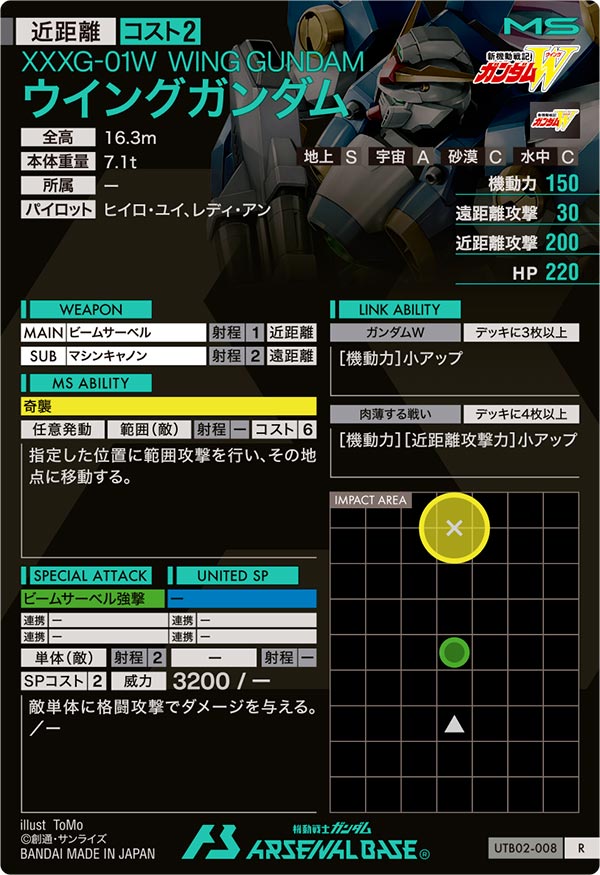 近距離 コスト2 MS
XXXG-01W WING GUNDAM
ウイングガンダム
新機動戦記 ガンダムW ウイング
全高 16.3m
新機動戦記 ガンダムW
本体重量 7.1t
地上 S 宇宙 A 砂漠 C 水中 C
所属 ー
機動力 150
パイロット ヒイロ・ユイ、レディ・アン
遠距離攻撃 30
近距離攻撃 200
HP 220
WEAPON
MAIN ビームサーベル 射程 1 近距離
SUB マシンキャノン 射程 2 遠距離
MS ABILITY
奇襲
任意発動 範囲(敵) 射程 ー コスト 6
指定した位置に範囲攻撃を行い、その地
点に移動する。
LINK ABILITY
ガンダムW デッキに3枚以上
[機動力]小アップ
肉薄する戦い デッキに4枚以上
[機動力][近距離攻撃力]小アップ
IMPACT AREA
SPECIAL ATTACK UNITED SP
ビームサーベル強撃 ー
連携 ー 連携 ー
連携 ー 連携 ー
単体(敵) 射程 2 ー 射程 ー
SPコスト 2 威力 3200 / ー
敵単体に格闘攻撃でダメージを与える。
/ー
illust ToMo
©創通・サンライズ
BANDAI MADE IN JAPAN
機動戦士ガンダム
AB ARSENAL BASE ®
UTB02-008 R